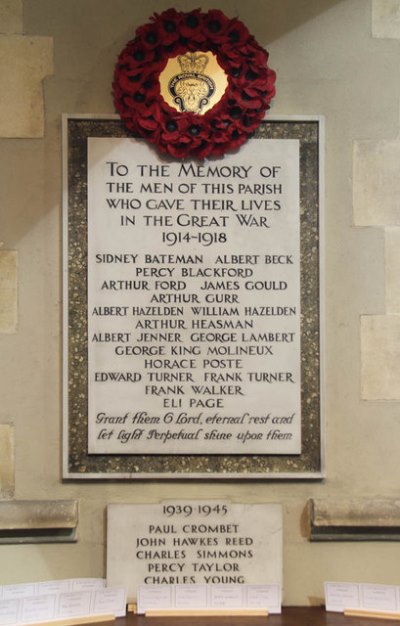 THE ROYAL BRITISH
To the Memory of
the men of this parish
who gave their lives
in the Great War
1914-1918
SIDNEY BATEMAN ALBERT BECK
PERCY BLACKFORD
ARTHUR FORD JAMES GOULD
ARTHUR GURR
ALBERT HAZELDEN WILLIAM HAZELDEN
ARTHUR HEASMAN
ALBERT JENNER GEORGE LAMBERT
GEORGE KING MOLINEUX
HORACE POSTE
EDWARD TURNER FRANK TURNER
FRANK WALKER
ELI PAGE
Grant them O Lord, eternal rest and
let light Perpetual shine upon them
1939 1945
PAUL CROMBET
JOHN HAWKES REED
CHARLES SIMMONS
PERCY TAYLOR
CHARLES YOUNG